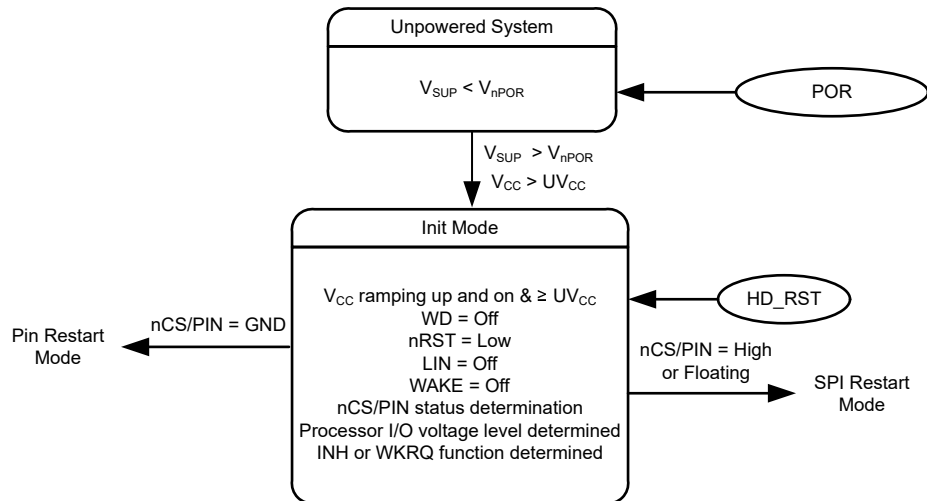 Unpowered System
V_SUP < V_nPOR
POR
V_SUP > V_nPOR
V_CC > UV_CC
Init Mode
V_CC ramping up and on & ≥ UV_CC
WD = Off
nRST = Low
LIN = Off
WAKE = Off
nCS/PIN status determination
Processor I/O voltage level determined
INH or WKRQ function determined
HD_RST
nCS/PIN = GND
Pin Restart
Mode
nCS/PIN = High
or Floating
SPI Restart
Mode